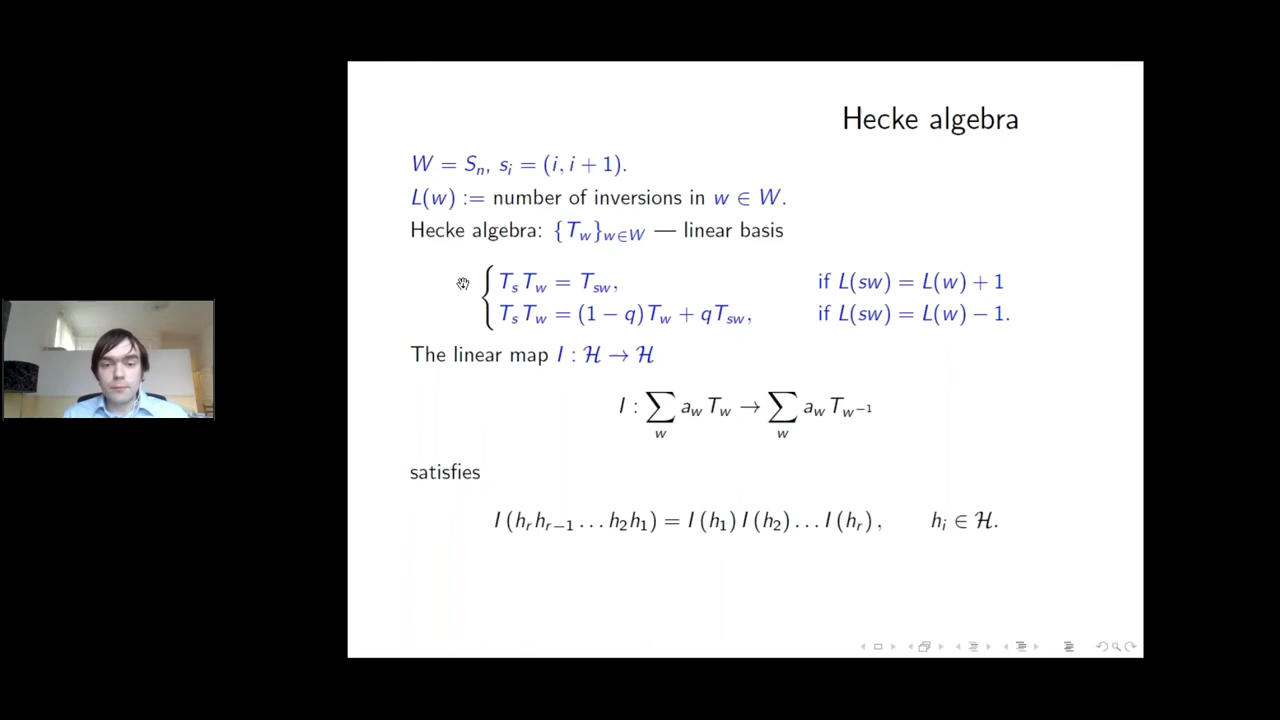 Hecke algebra
W = S_n, s_i = (i, i + 1).
L(w) := number of inversions in w ∈ W.
Hecke algebra: {T_w}_{w∈W} — linear basis
T_s T_w = T_{sw}, if L(sw) = L(w) + 1
T_s T_w = (1 − q)T_w + qT_{sw}, if L(sw) = L(w) − 1.
The linear map I : ℋ → ℋ
I : ∑_w a_w T_w → ∑_w a_w T_{w^{−1}}
satisfies
I (h_r h_{r−1} . . . h_2 h_1) = I (h_1) I (h_2) . . . I (h_r) , h_i ∈ ℋ.